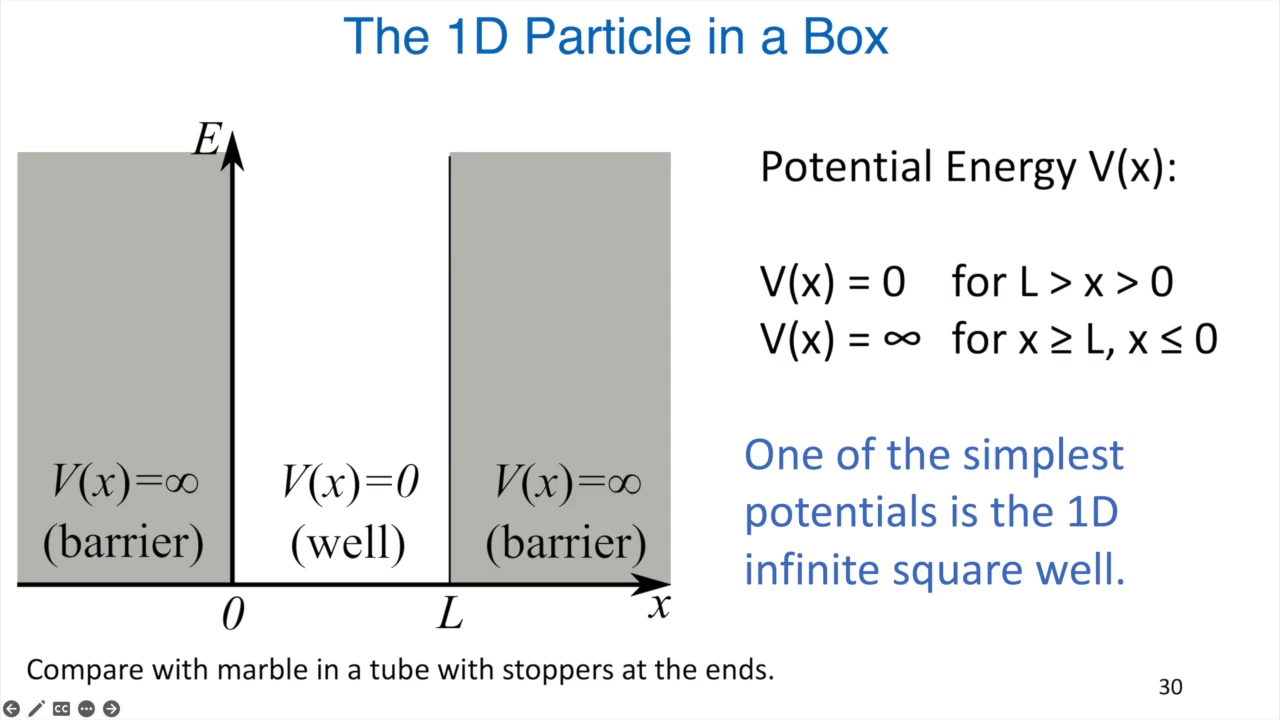 The 1D Particle in a Box
E
Potential Energy V(x):
V(x) = 0 for L > x > 0
V(x) = ∞ for x ≥ L, x ≤ 0
V(x)=∞
(barrier)
V(x)=0
(well)
V(x)=∞
(barrier)
One of the simplest
potentials is the 1D
infinite square well.
0
L
x
Compare with marble in a tube with stoppers at the ends.
30
CC